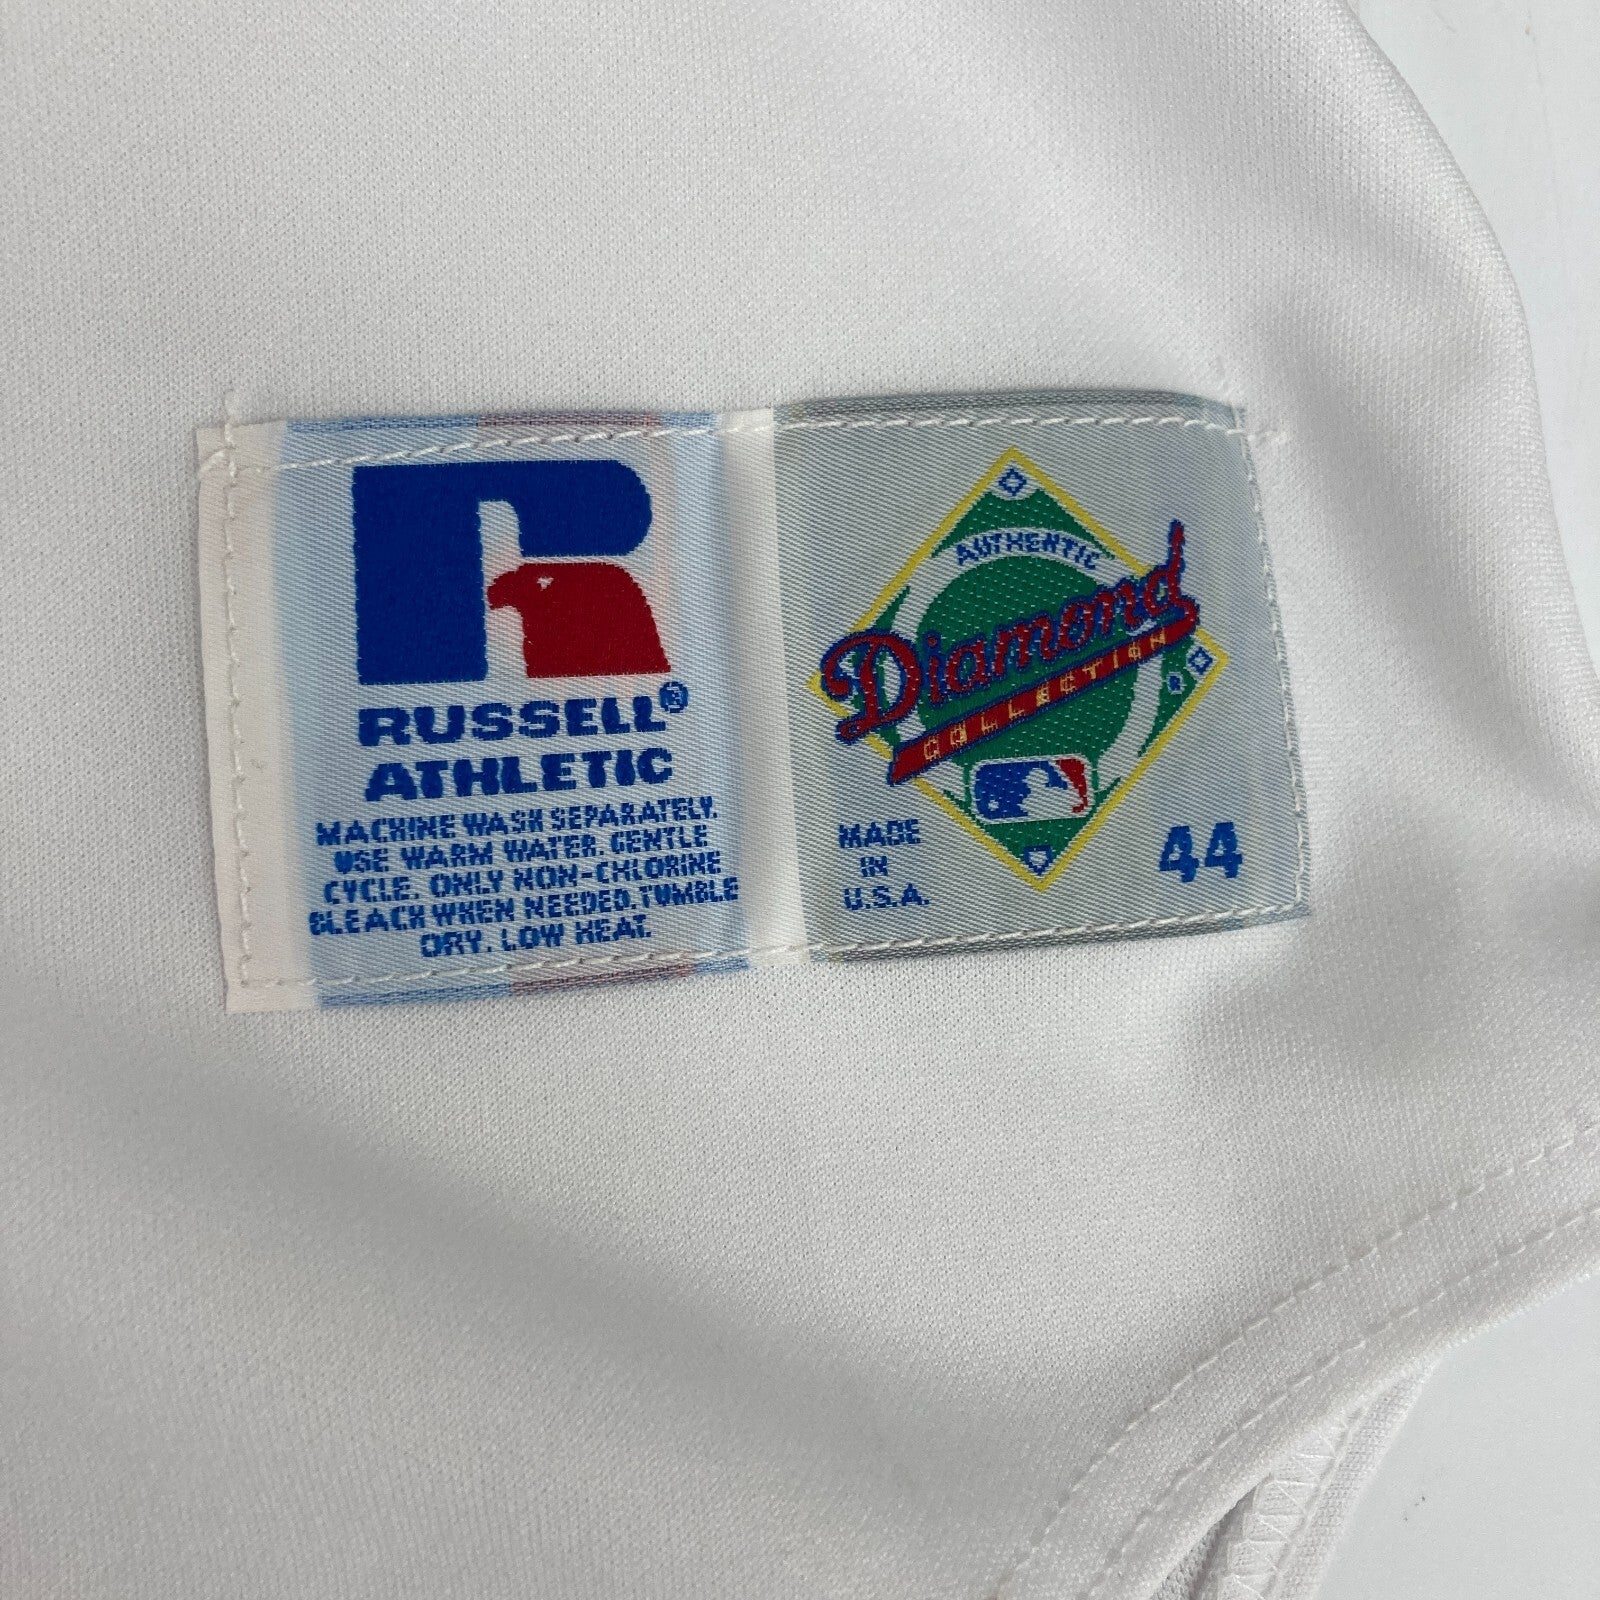 RUSSELL®
ATHLETIC
MACHINE WASH SEPARATELY.
USE WARM WATER. GENTLE
CYCLE. ONLY NON-CHLORINE
BLEACH WHEN NEEDED. TUMBLE
DRY. LOW HEAT.
AUTHENTIC
Diamond
COLLECTION
MADE
IN
U.S.A.
44